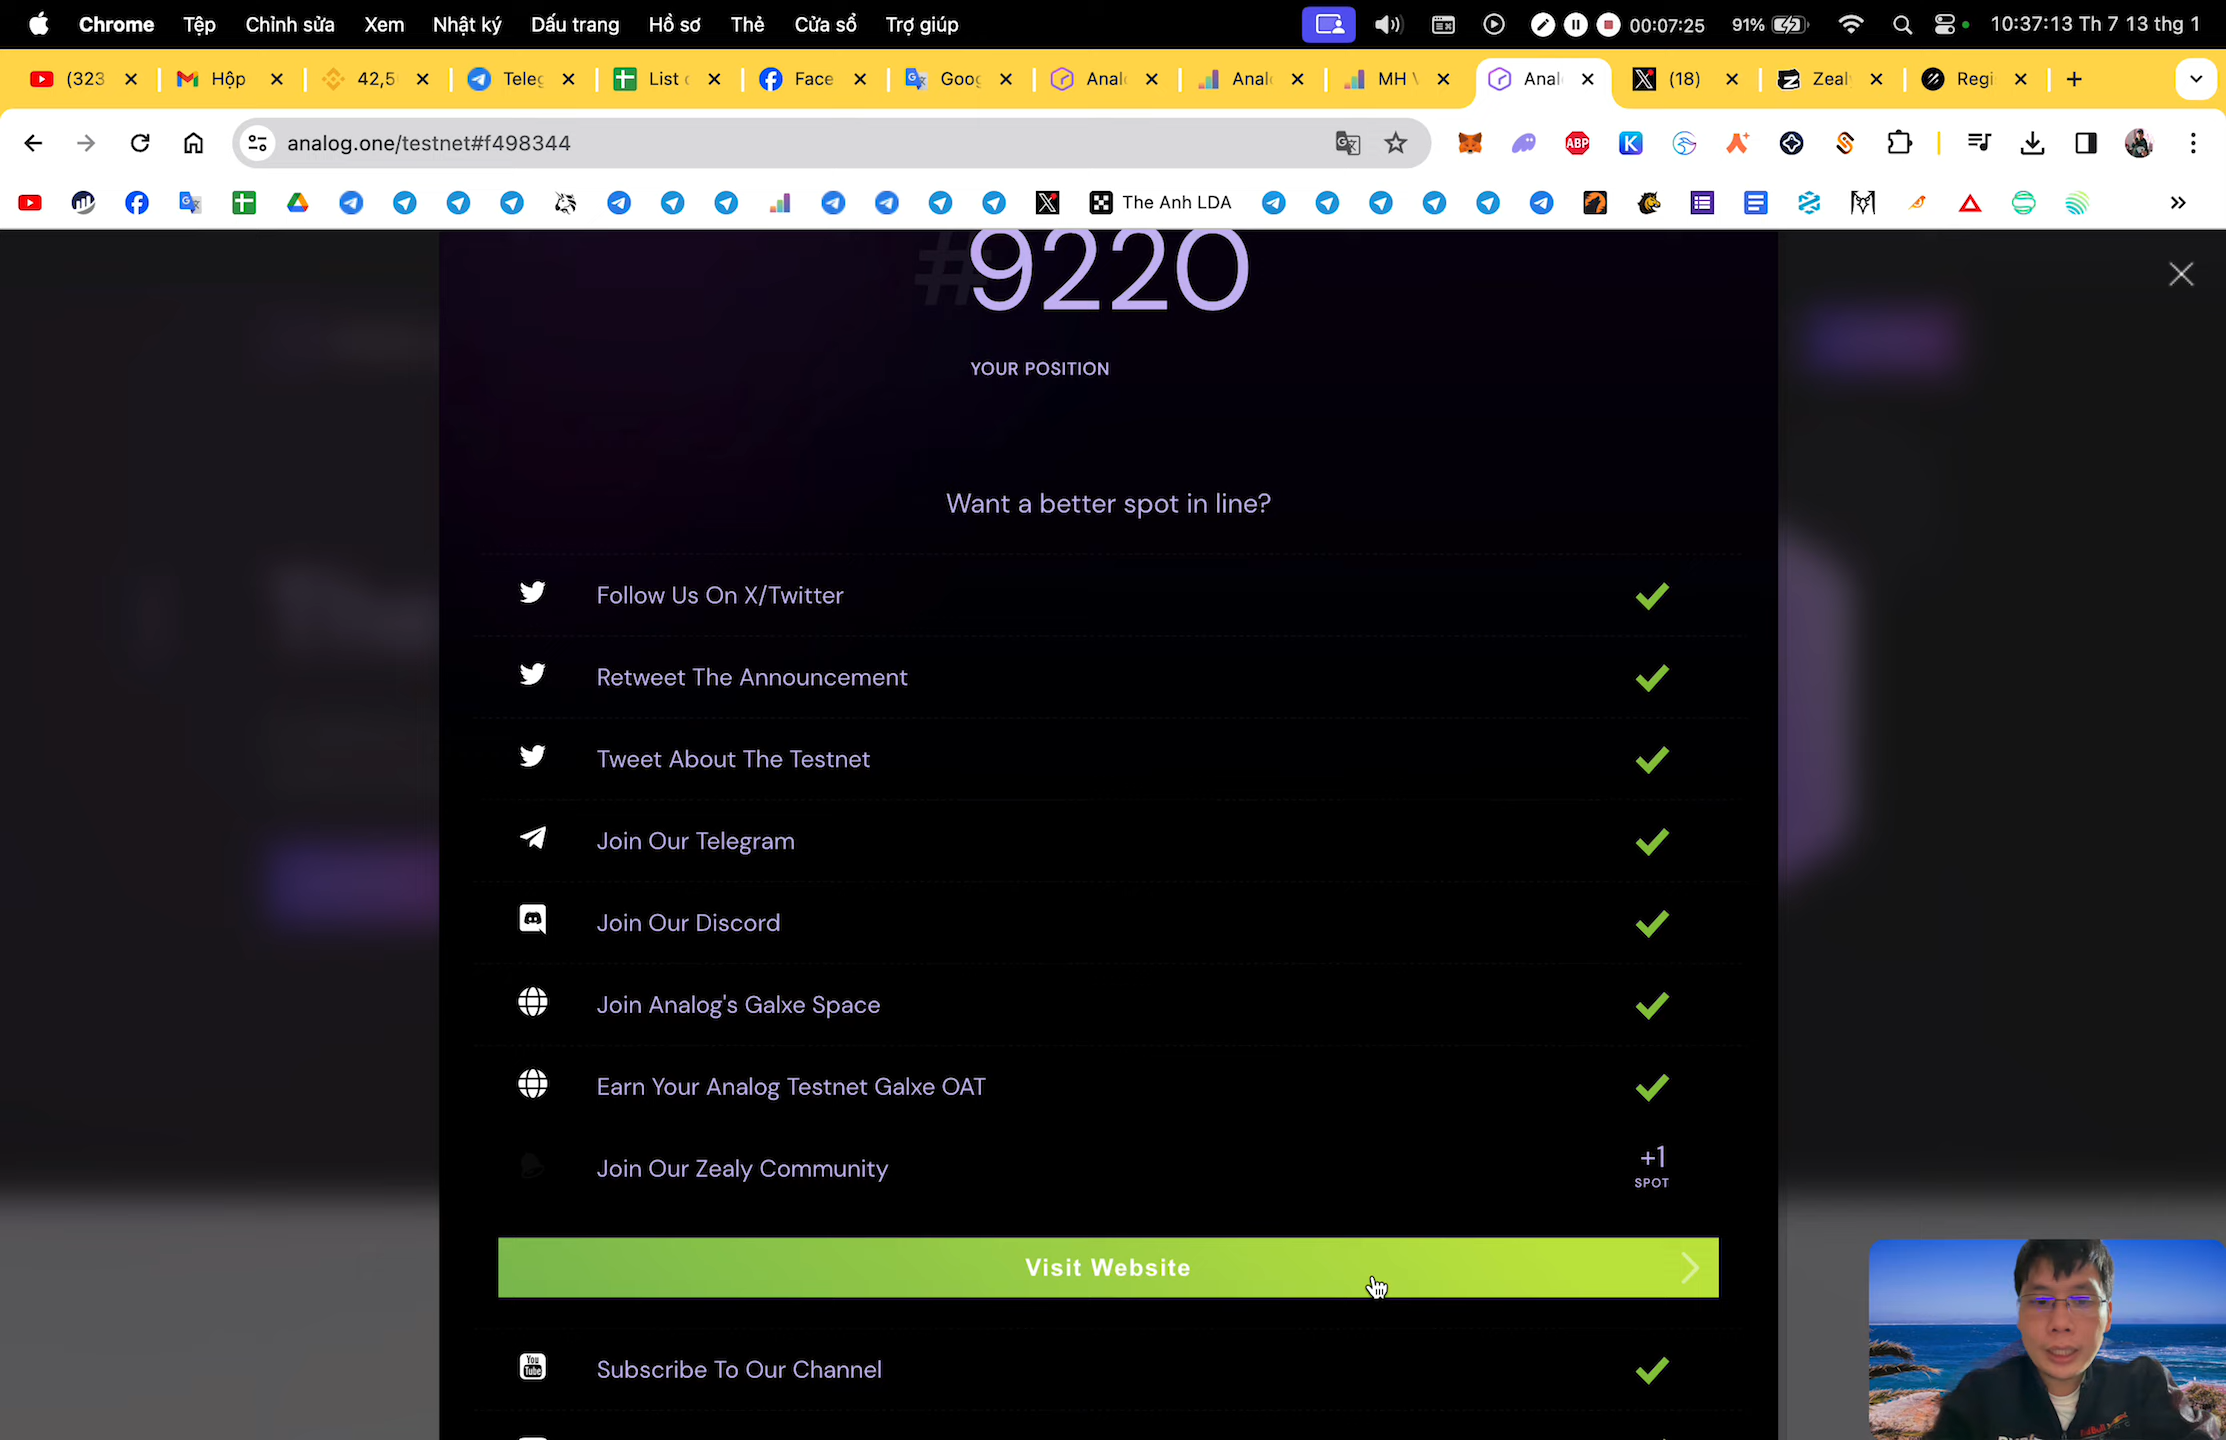 Chrome Tệp Chỉnh sửa Xem Nhật ký Dấu trang Hồ sơ Thẻ Cửa sổ Trợ giúp 00:07:25 91% 10:37:13 Th 7 13 thg 1
(323 Hộp 42,5 Teleg List Face Goog Anal Anal MH Anal (18) Zeal Regi
analog.one/testnet#f498344 ABP K
The Anh LDA
#9220
YOUR POSITION
Want a better spot in line?
Follow Us On X/Twitter
Retweet The Announcement
Tweet About The Testnet
Join Our Telegram
Join Our Discord
Join Analog's Galxe Space
Earn Your Analog Testnet Galxe OAT
Join Our Zealy Community +1
SPOT
Visit Website
You
Tube
Subscribe To Our Channel